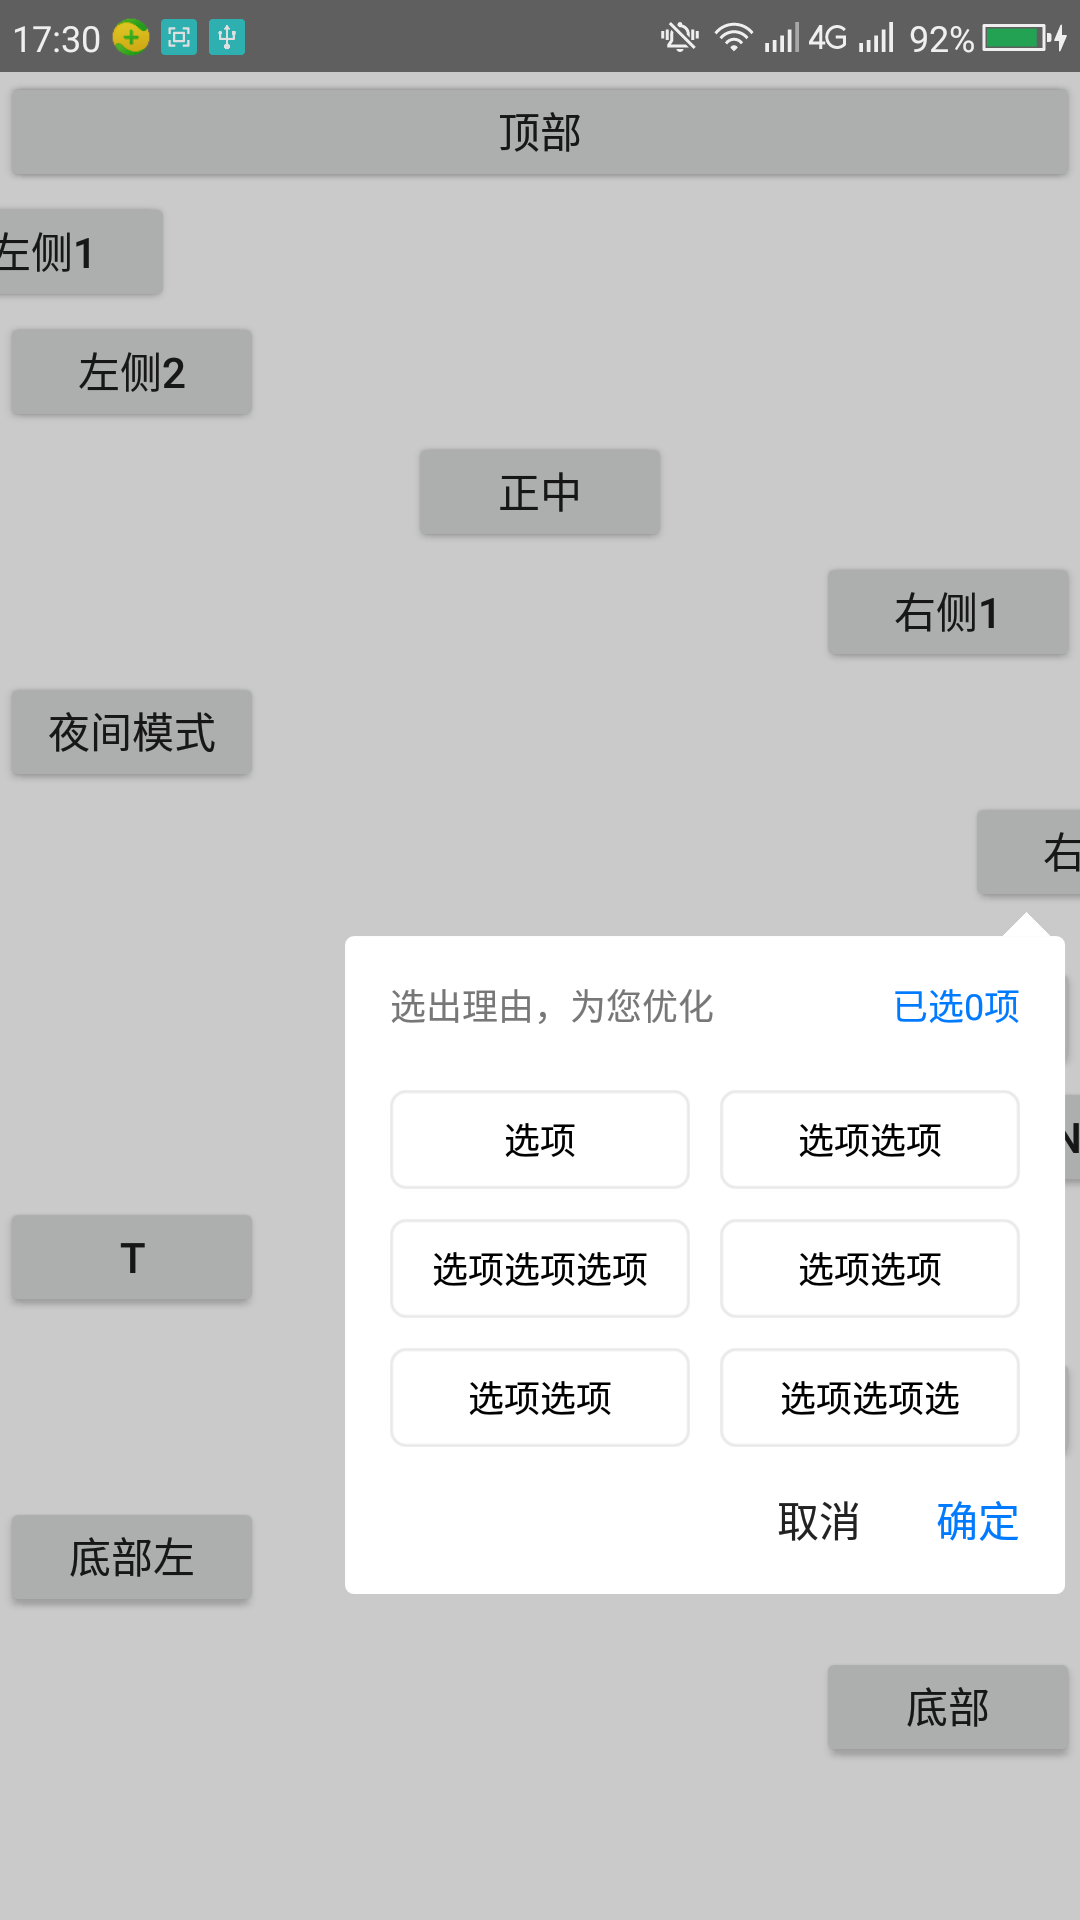 17:30 4G 92%
顶部
左侧1
左侧2
正中
右侧1
夜间模式
右
选出理由，为您优化 已选0项
选项 选项选项
N
选项选项选项 选项选项
T
选项选项 选项选项选
取消 确定
底部左
底部